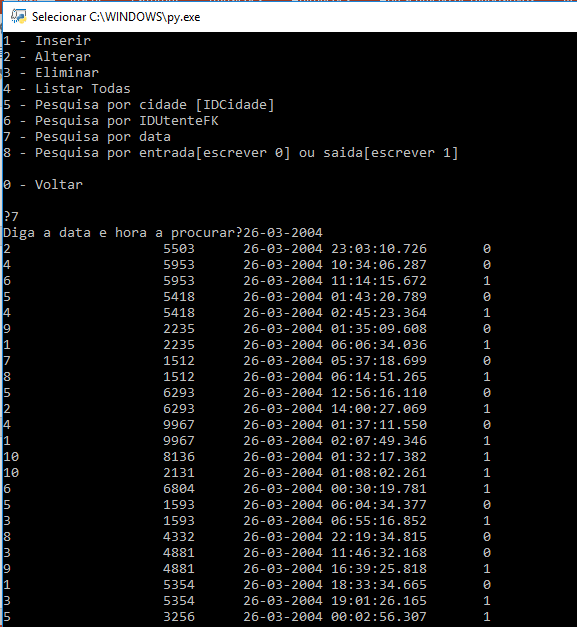 Selecionar C:\WINDOWS\py.exe
1 - Inserir
2 - Alterar
3 - Eliminar
4 - Listar Todas
5 - Pesquisa por cidade [IDCidade]
6 - Pesquisa por IDUtenteFK
7 - Pesquisa por data
8 - Pesquisa por entrada[escrever 0] ou saida[escrever 1]
0 - Voltar
?7
Diga a data e hora a procurar?26-03-2004
2 5503 26-03-2004 23:03:10.726 0
4 5953 26-03-2004 10:34:06.287 0
6 5953 26-03-2004 11:14:15.672 1
5 5418 26-03-2004 01:43:20.789 0
4 5418 26-03-2004 02:45:23.364 1
9 2235 26-03-2004 01:35:09.608 0
1 2235 26-03-2004 06:06:34.036 1
7 1512 26-03-2004 05:37:18.699 0
8 1512 26-03-2004 06:14:51.265 1
5 6293 26-03-2004 12:56:16.110 0
2 6293 26-03-2004 14:00:27.069 1
4 9967 26-03-2004 01:37:11.550 0
1 9967 26-03-2004 02:07:49.346 1
10 8136 26-03-2004 01:32:17.382 1
10 2131 26-03-2004 01:08:02.261 1
6 6804 26-03-2004 00:30:19.781 1
5 1593 26-03-2004 06:04:34.377 0
3 1593 26-03-2004 06:55:16.852 1
8 4332 26-03-2004 22:19:34.815 0
3 4881 26-03-2004 11:46:32.168 0
9 4881 26-03-2004 16:39:25.818 1
1 5354 26-03-2004 18:33:34.665 0
3 5354 26-03-2004 19:01:26.165 1
5 3256 26-03-2004 00:02:56.307 1